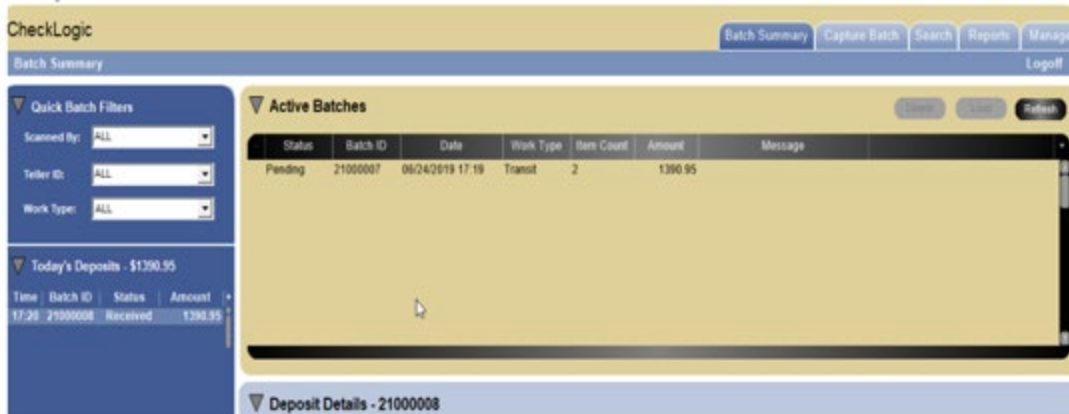 CheckLogic
Batch Summary Capture Batch Search Reports Manage
Batch Summary Logoff
Quick Batch Filters
Scanned By: ALL
Teller ID: ALL
Work Type: ALL
Today's Deposits - $1390.95
Time Batch ID Status Amount
17:20 21000008 Received 1390.95
Active Batches
Delete Load Refresh
Status Batch ID Date Work Type Item Count Amount Message
Pending 21000007 06/24/2019 17:19 Transit 2 1390.95
Deposit Details - 21000008